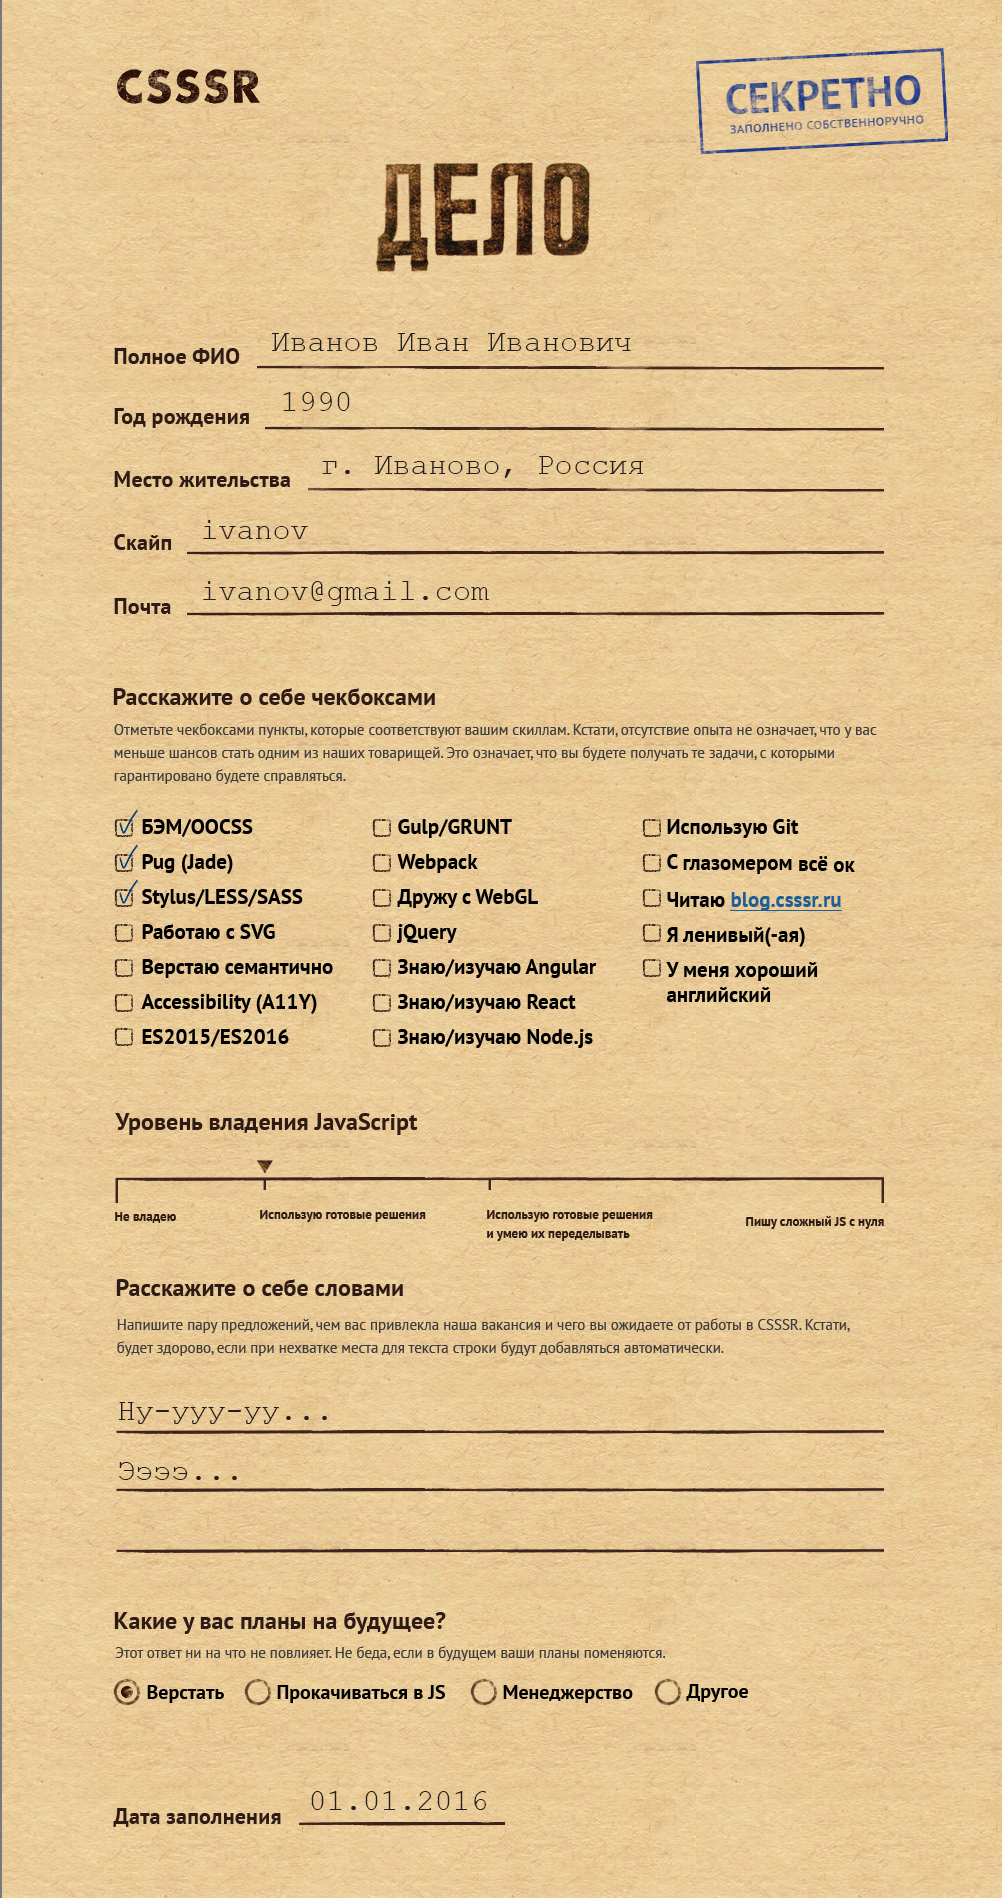 CSSSR
СЕКРЕТНО
ЗАПОЛНЕНО СОБСТВЕННОРУЧНО
ДЕЛО
Полное ФИО Иванов Иван Иванович
Год рождения 1990
Место жительства г. Иваново, Россия
Скайп ivanov
Почта ivanov@gmail.com
Расскажите о себе чекбоксами
Отметьте чекбоксами пункты, которые соответствуют вашим скиллам. Кстати, отсутствие опыта не означает, что у вас
меньше шансов стать одним из наших товарищей. Это означает, что вы будете получать те задачи, с которыми
гарантировано будете справляться.
БЭМ/OOCSS
Pug (Jade)
Stylus/LESS/SASS
Работаю с SVG
Верстаю семантично
Accessibility (A11Y)
ES2015/ES2016
Gulp/GRUNT
Webpack
Дружу с WebGL
jQuery
Знаю/изучаю Angular
Знаю/изучаю React
Знаю/изучаю Node.js
Использую Git
С глазомером всё ок
Читаю blog.csssr.ru
Я ленивый(-ая)
У меня хороший
английский
Уровень владения JavaScript
Не владею
Использую готовые решения
Использую готовые решения
и умею их переделывать
Пишу сложный JS с нуля
Расскажите о себе словами
Напишите пару предложений, чем вас привлекла наша вакансия и чего вы ожидаете от работы в CSSSR. Кстати,
будет здорово, если при нехватке места для текста строки будут добавляться автоматически.
Ну-ууу-уу...
Ээээ...
Какие у вас планы на будущее?
Этот ответ ни на что не повлияет. Не беда, если в будущем ваши планы поменяются.
Верстать Прокачиваться в JS Менеджерство Другое
Дата заполнения 01.01.2016